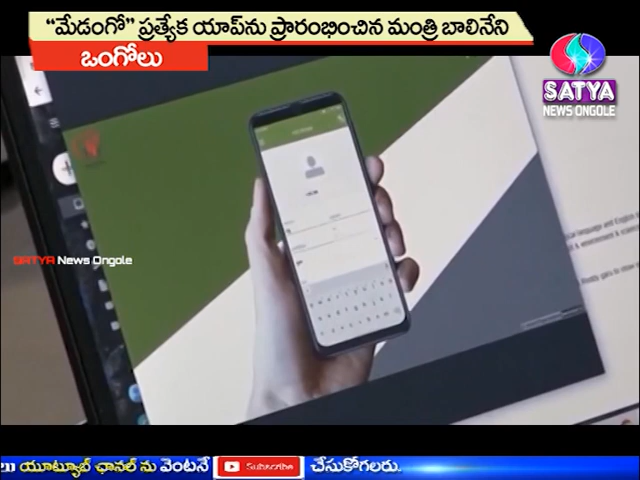 “మేడంగో” ప్రత్యేక యాప్‌ను ప్రారంభించిన మంత్రి బాలినేని
ఒంగోలు
SATYA
NEWS ONGOLE
SATYA News Ongole
లు యూట్యూబ్ ఛానల్ ను వెంటనే Subscribe చేసుకోగలరు.